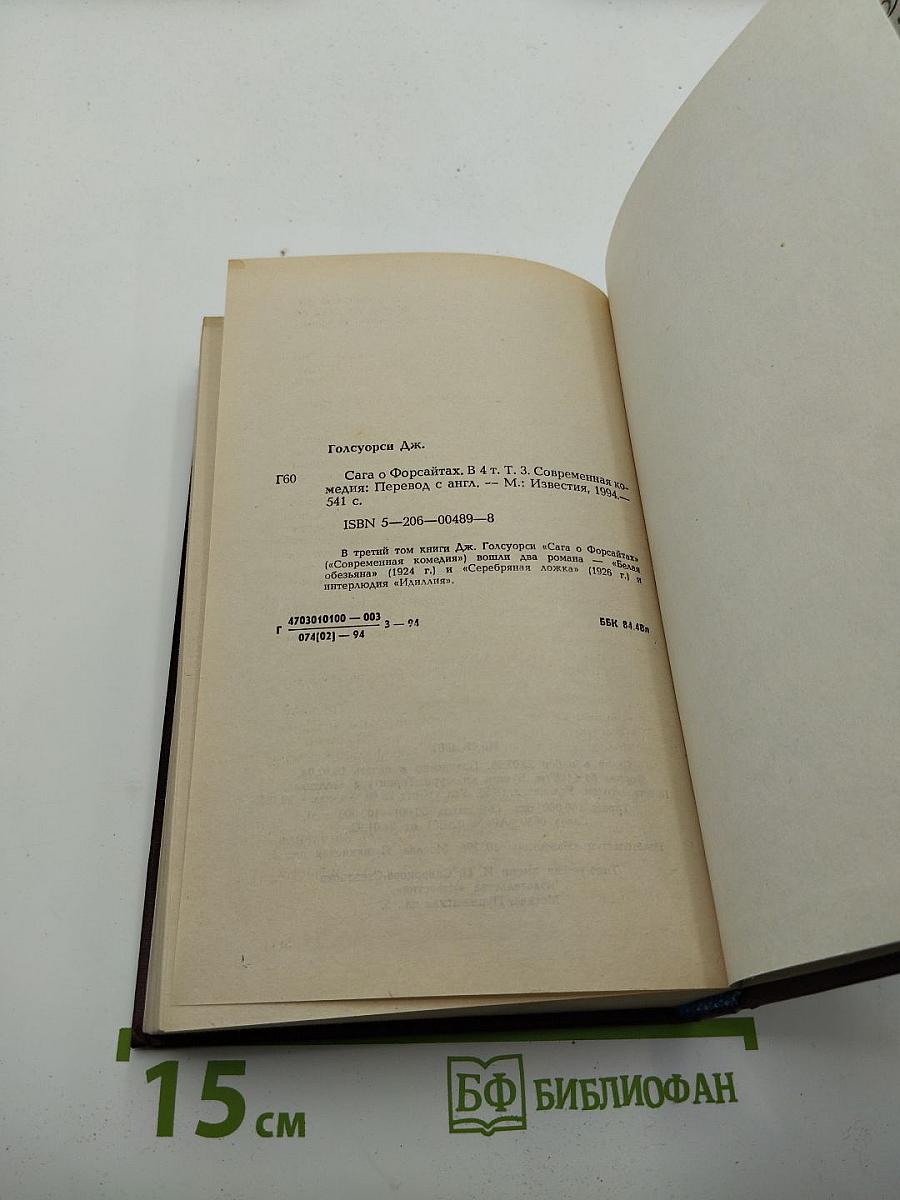 Голсуорси Дж.
Г60
Сага о Форсайтах. В 4 т. Т. 3. Современная ко-
медия: Перевод с англ. — М.: Известия, 1994.—
541 с.
ISBN 5—206—00489—8
В третий том книги Дж. Голсуорси «Сага о Форсайтах»
(«Современная комедия») вошли два романа — «Белая
обезьяна» (1924 г.) и «Серебряная ложка» (1926 г.) и
интерлюдия «Идиллия».
Г 4703010100 — 003
074[02] — 94
3 — 94
ББК 84.4Вл
15 см
БФ БИБЛИОФАН